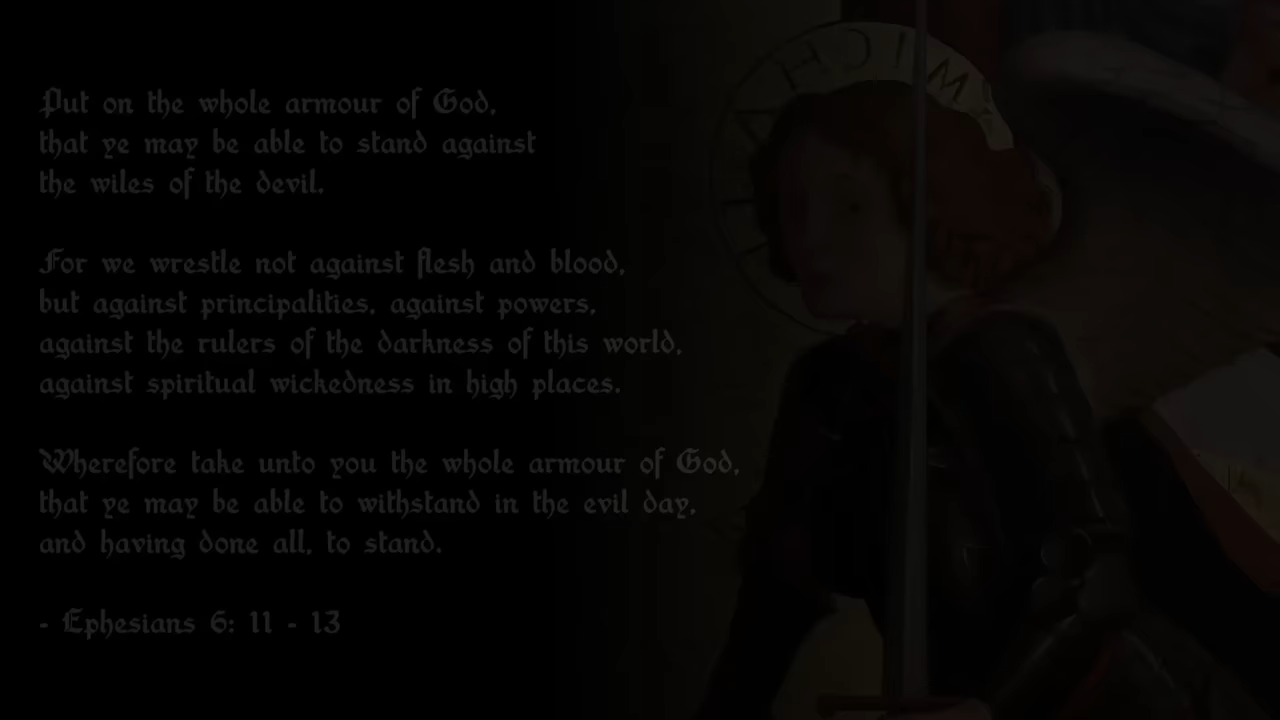 Put on the whole armour of God,
that ye may be able to stand against
the wiles of the devil.
For we wrestle not against flesh and blood,
but against principalities, against powers,
against the rulers of the darkness of this world,
against spiritual wickedness in high places.
Wherefore take unto you the whole armour of God,
that ye may be able to withstand in the evil day,
and having done all, to stand.
- Ephesians 6: 11 - 13